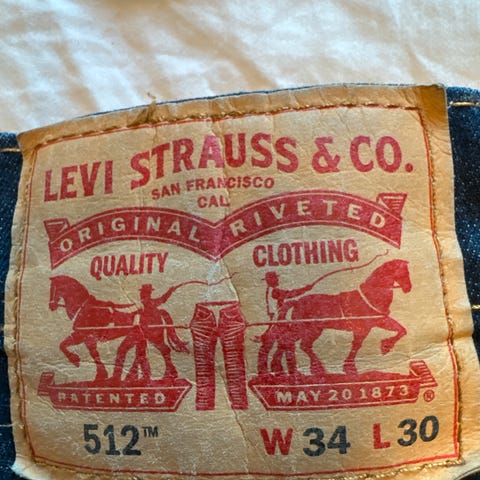 LEVI STRAUSS & CO.
SAN FRANCISCO
CAL
ORIGINAL RIVETED
QUALITY CLOTHING
PATENTED MAY 20 1873 ®
512™ W 34 L 30